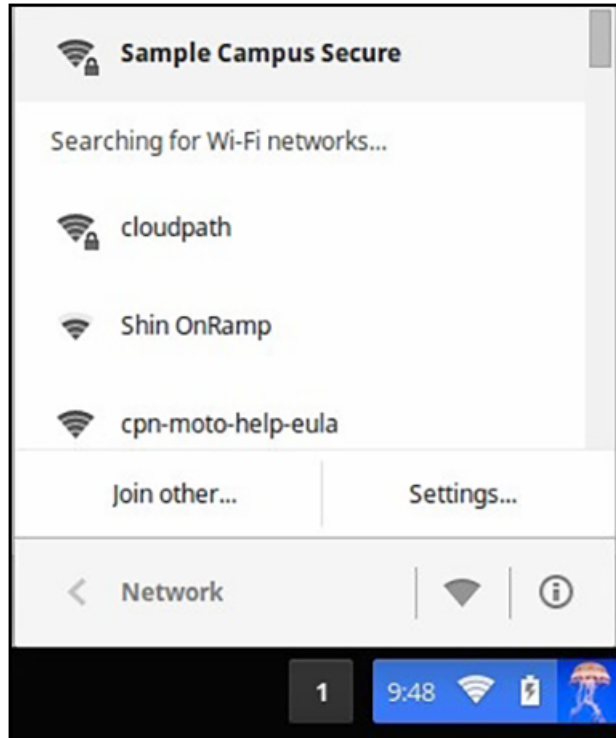 Sample Campus Secure
Searching for Wi-Fi networks...
cloudpath
Shin OnRamp
cpn-moto-help-eula
Join other... Settings...
Network
1 9:48